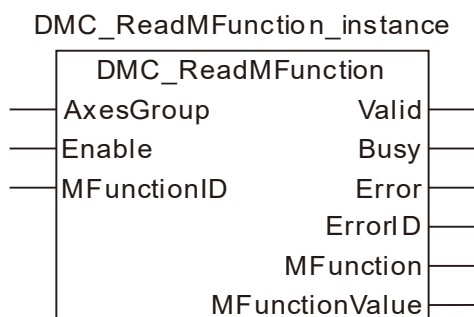 DMC_ReadMFunction_instance
DMC_ReadMFunction
AxesGroup Valid
Enable Busy
MFunctionID Error
ErrorID
MFunction
MFunctionValue